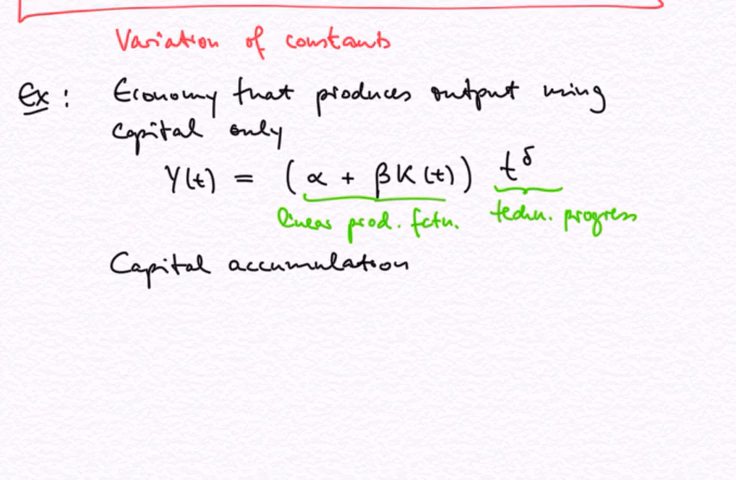 Variation of constants
Ex: Economy that produces output using
capital only
Y(t) = (α + βK(t)) t^δ
linear prod. fctn. techn. progress
Capital accumulation